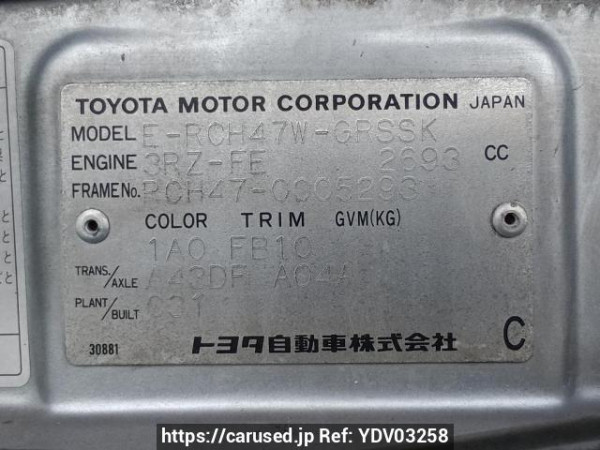 TOYOTA MOTOR CORPORATION JAPAN
MODEL E-RCH47W-GRSSK
ENGINE 3RZ-FE 2693 CC
FRAME No. RCH47-0005293
COLOR TRIM GVM(KG)
1A0 FB10
TRANS./AXLE A43DF A04A
PLANT/BUILT C31
30881 トヨタ自動車株式会社 C
https://carused.jp Ref: YDV03258